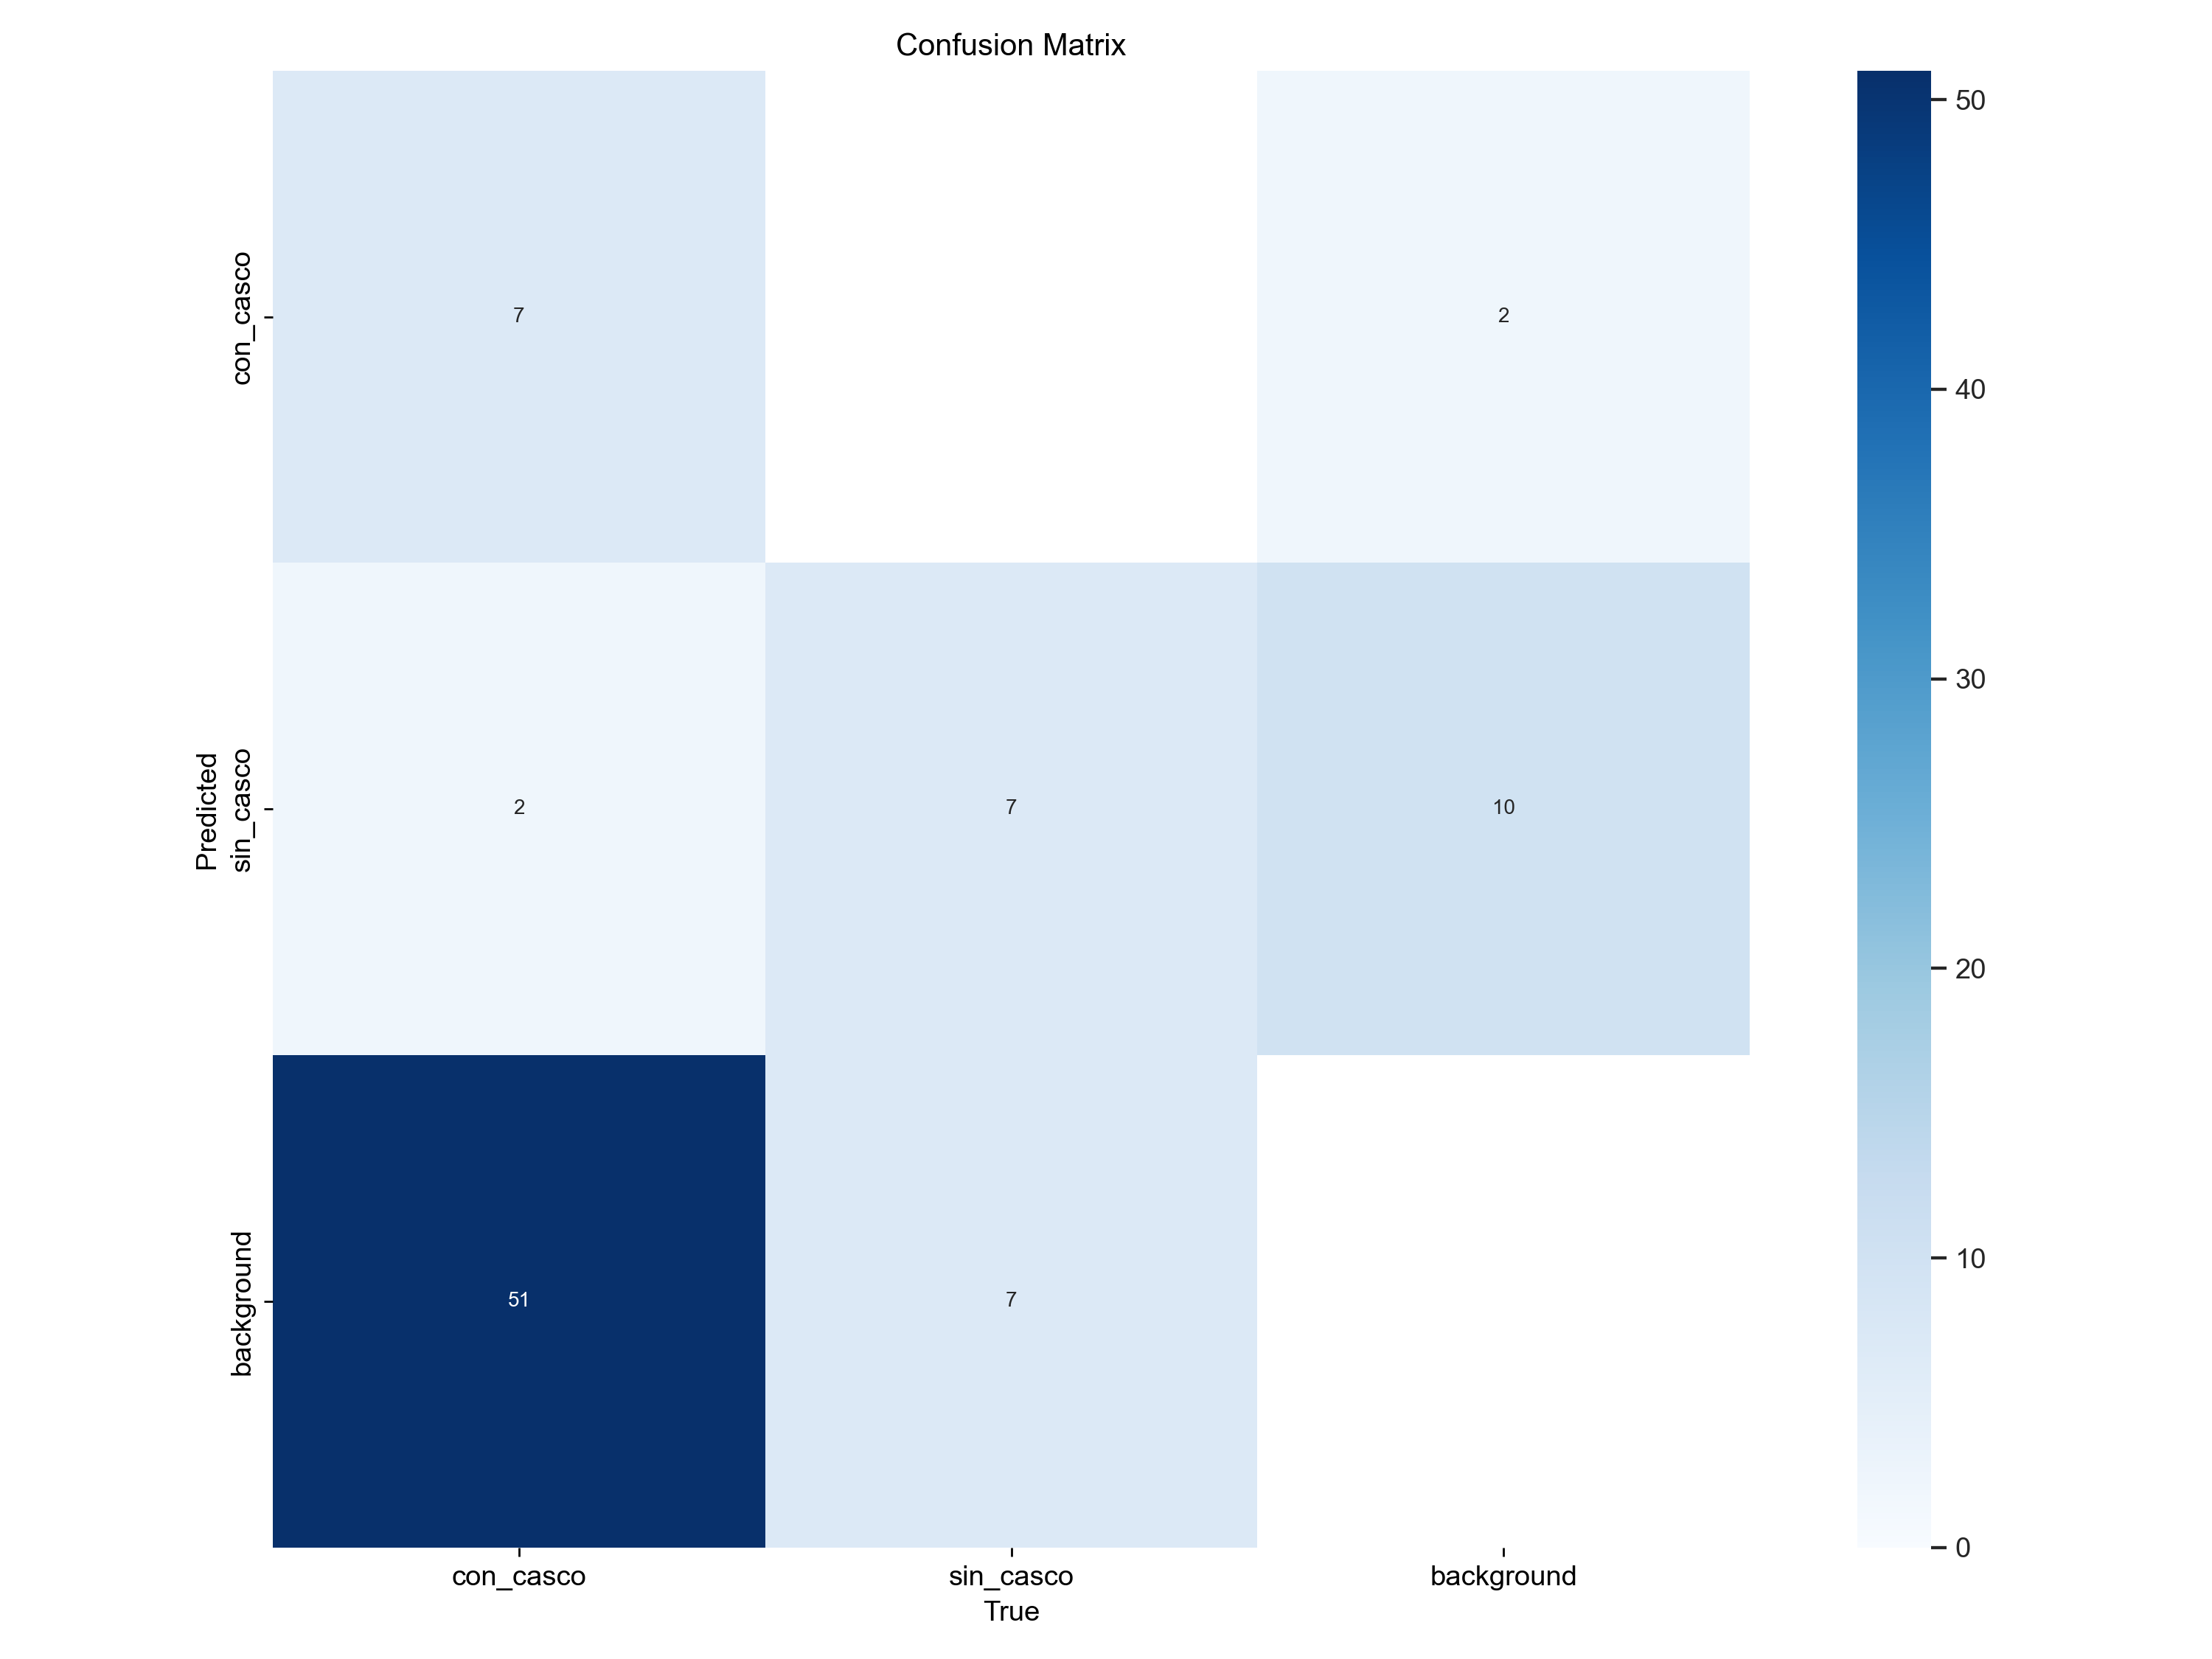 Confusion Matrix
con_casco
7
2
50
40
Predicted
sin_casco
2
7
10
30
20
background
51
7
10
0
con_casco
sin_casco
background
True